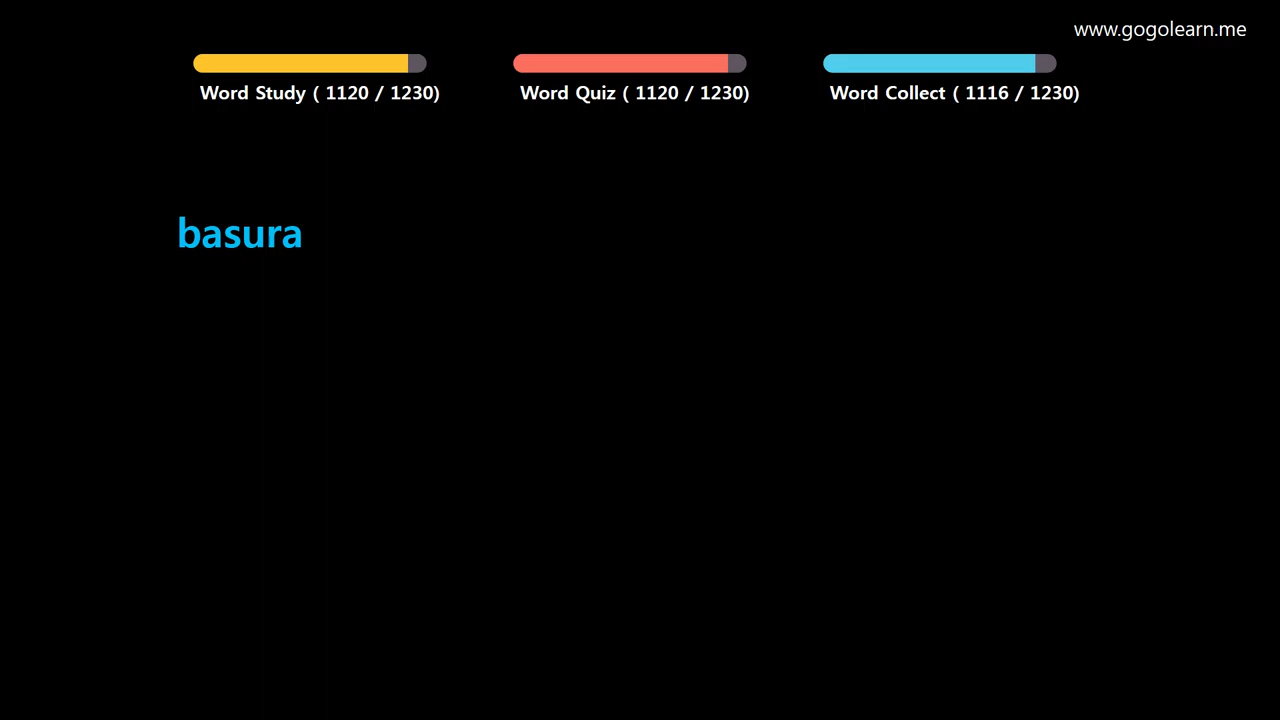 www.gogolearn.me
Word Study ( 1120 / 1230)
Word Quiz ( 1120 / 1230)
Word Collect ( 1116 / 1230)
basura